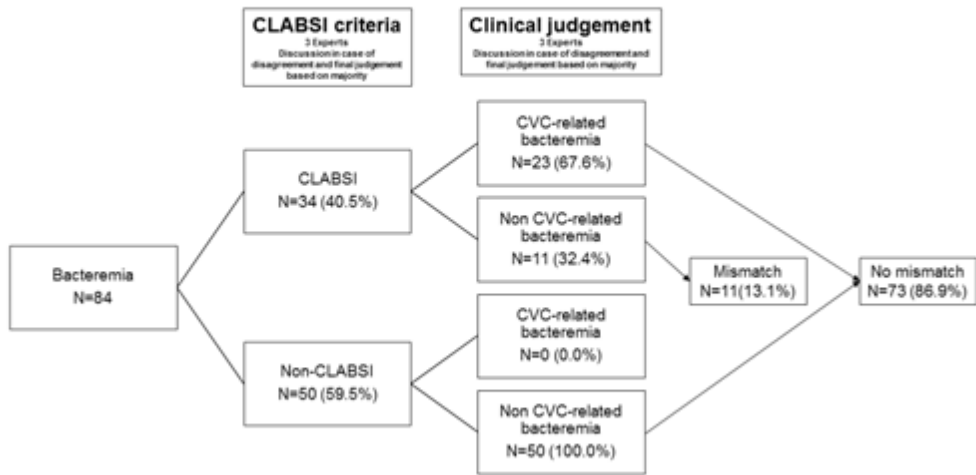 CLABSI criteria
3 Experts
Discussion in case of
disagreement and final judgement
based on majority
Clinical judgement
3 Experts
Discussion in case of disagreement and
final judgement based on majority
CVC-related
bacteremia
N=23 (67.6%)
CLABSI
N=34 (40.5%)
Non CVC-related
bacteremia
N=11 (32.4%)
Bacteremia
N=84
Mismatch
N=11(13.1%)
No mismatch
N=73 (86.9%)
CVC-related
bacteremia
N=0 (0.0%)
Non-CLABSI
N=50 (59.5%)
Non CVC-related
bacteremia
N=50 (100.0%)